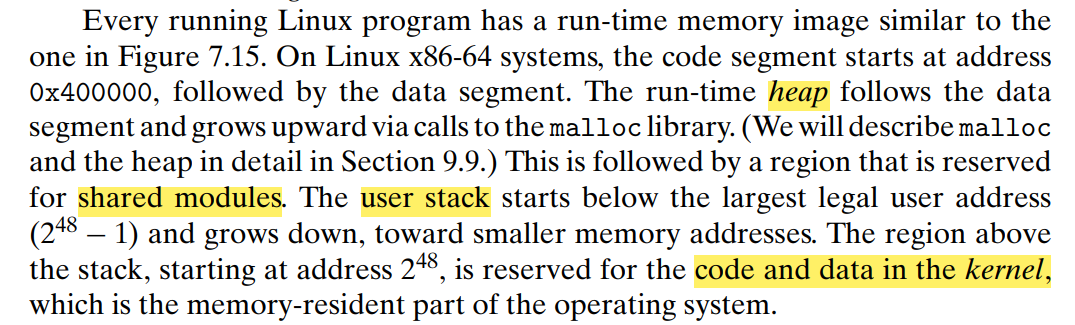 Every running Linux program has a run-time memory image similar to the
one in Figure 7.15. On Linux x86-64 systems, the code segment starts at address
0x400000, followed by the data segment. The run-time heap follows the data
segment and grows upward via calls to the malloc library. (We will describe malloc
and the heap in detail in Section 9.9.) This is followed by a region that is reserved
for shared modules. The user stack starts below the largest legal user address
(2⁴⁸ – 1) and grows down, toward smaller memory addresses. The region above
the stack, starting at address 2⁴⁸, is reserved for the code and data in the kernel,
which is the memory-resident part of the operating system.